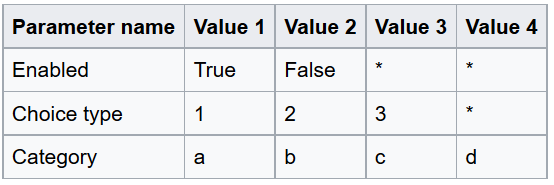 Parameter name Value 1 Value 2 Value 3 Value 4
Enabled True False * *
Choice type 1 2 3 *
Category a b c d